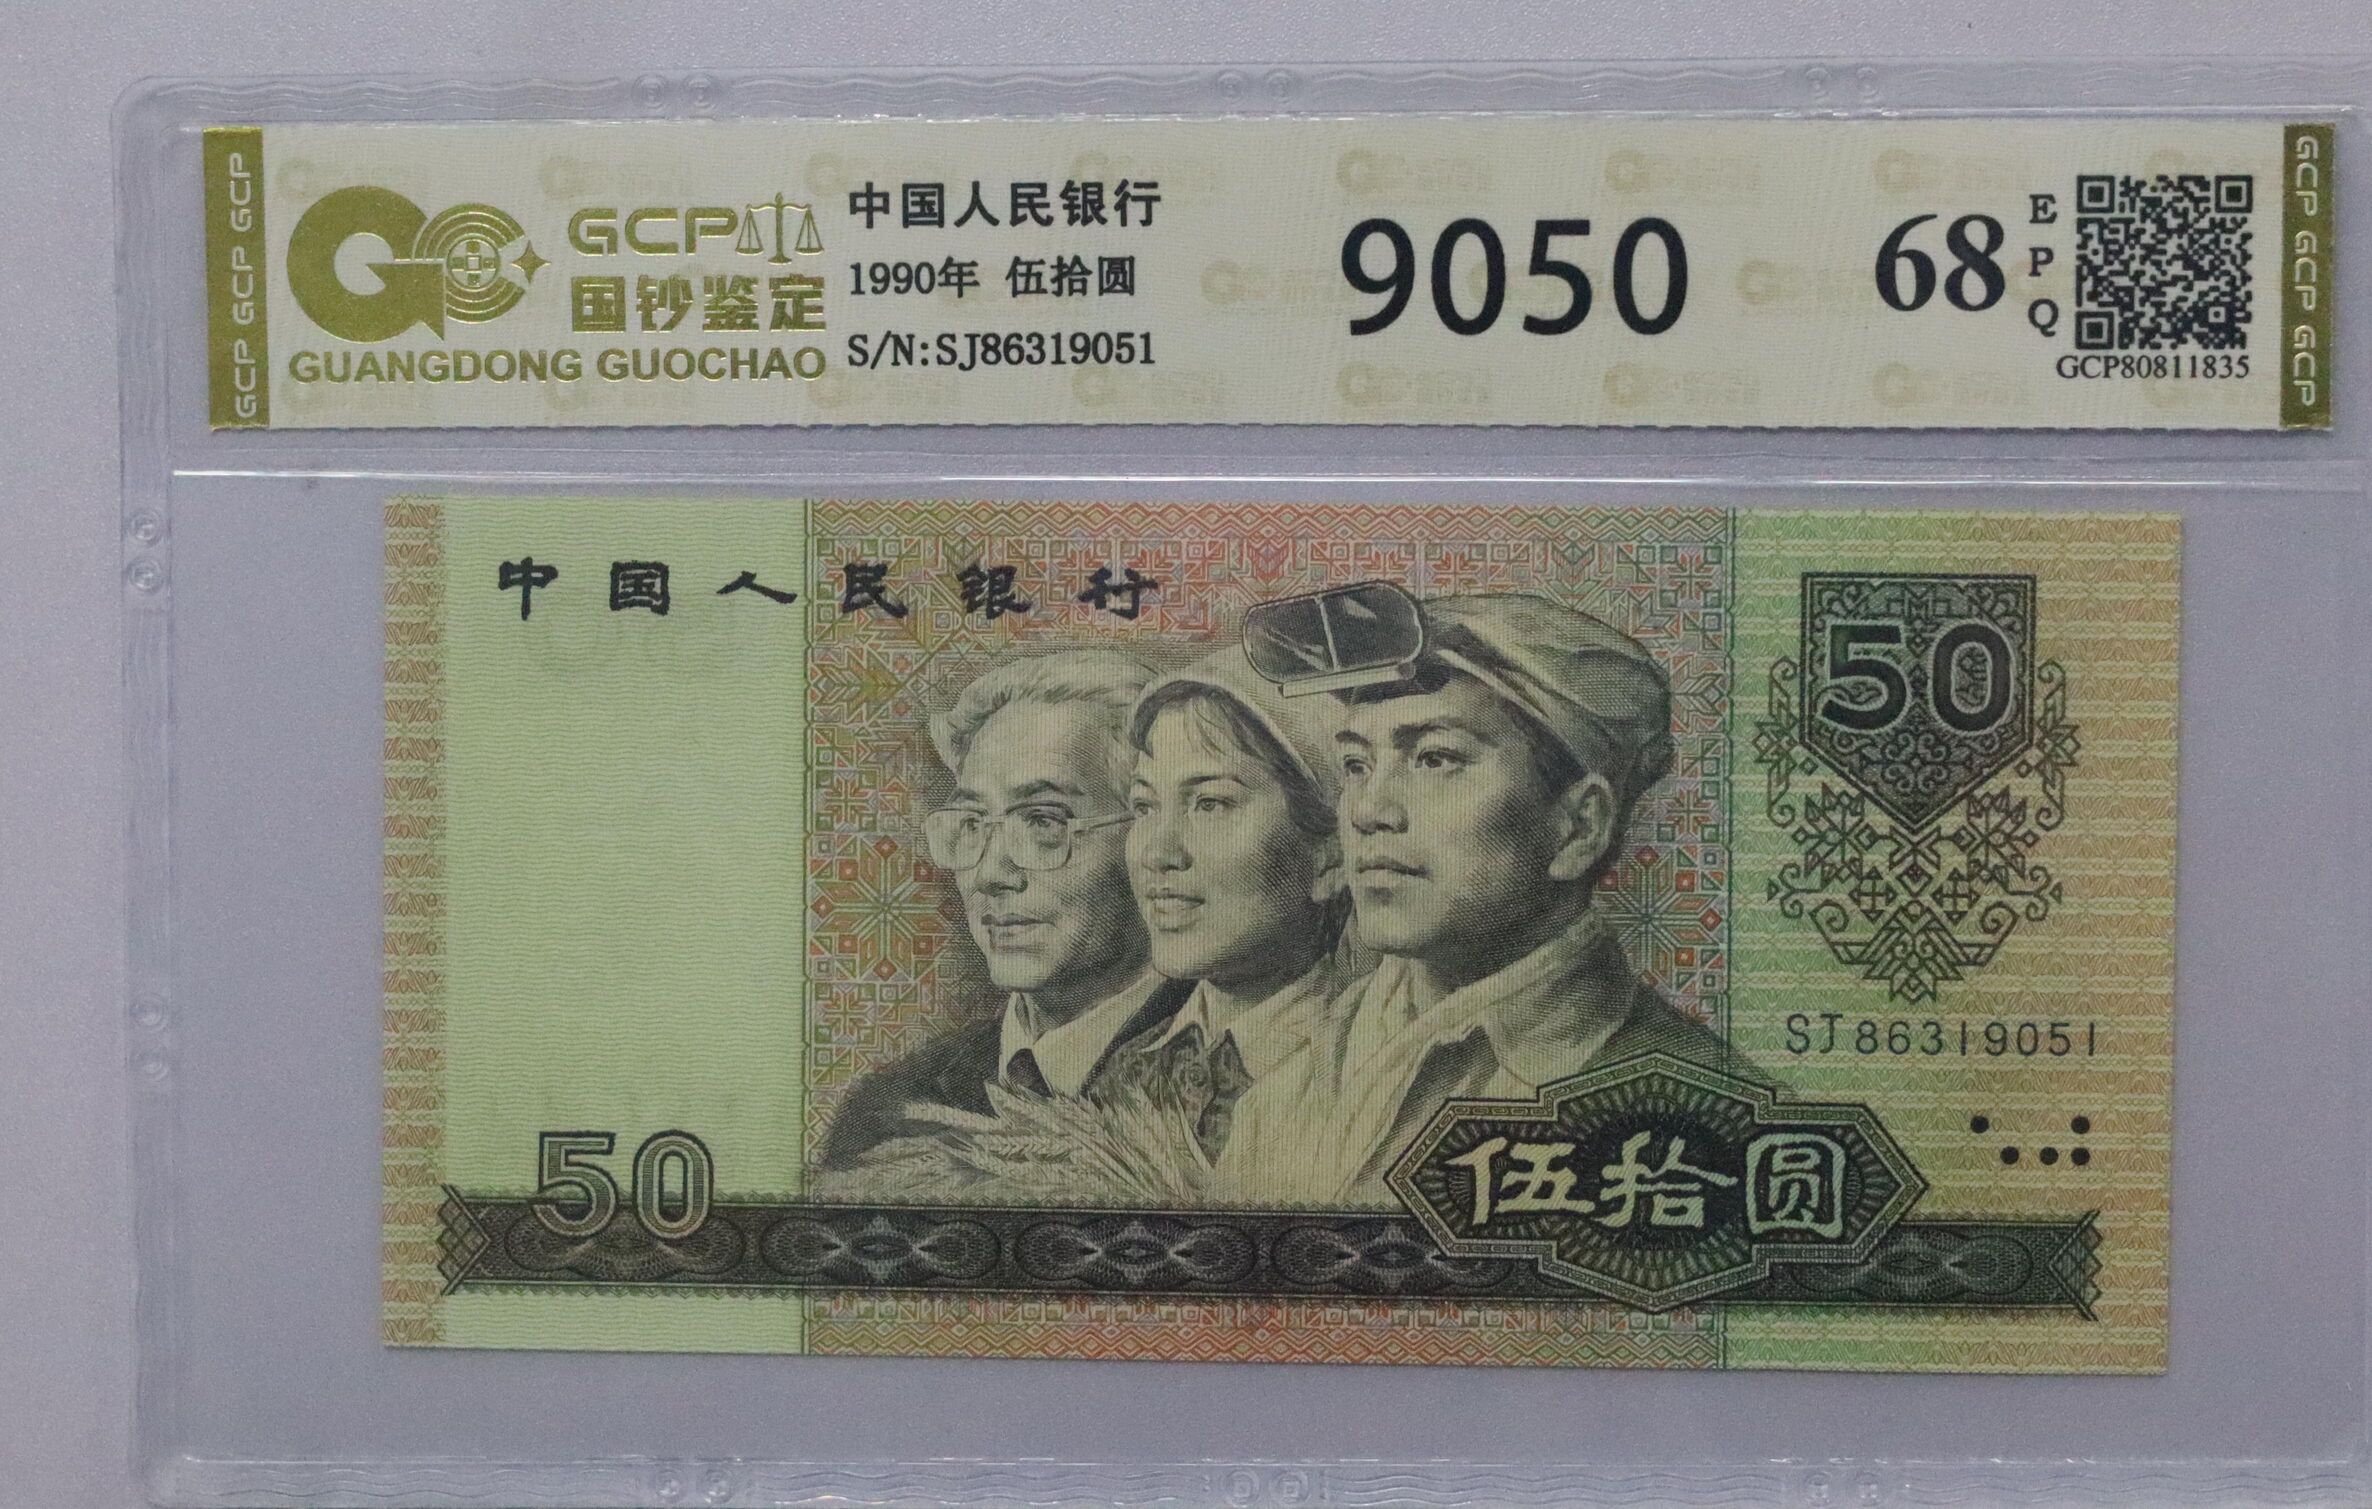 GCP GCP GCP
GCP
国钞鉴定
GUANGDONG GUOCHAO
中国人民银行
1990年 伍拾圆
S/N:SJ86319051
9050
68
EPQ
GCP80811835
GCP GCP GCP
中国人民银行
50
SJ86319051
50
伍拾圆